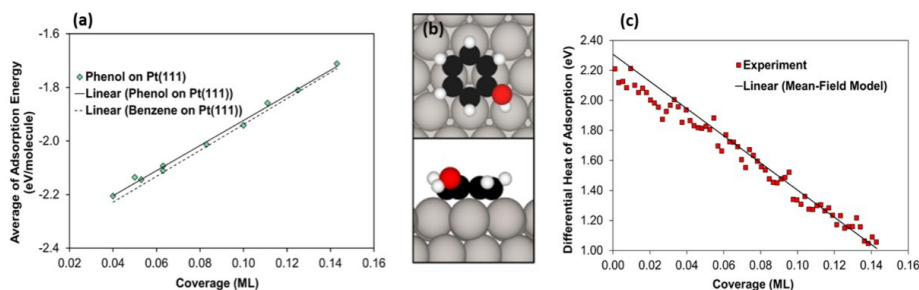 (a)
-1.6
-1.8
-2.0
-2.2
-2.4
Average of Adsorption Energy
(eV/molecule)
Phenol on Pt(111)
Linear (Phenol on Pt(111))
Linear (Benzene on Pt(111))
0.02 0.04 0.06 0.08 0.10 0.12 0.14 0.16
Coverage (ML)
(b)
(c)
2.40
2.20
2.00
1.80
1.60
1.40
1.20
1.00
Differential Heat of Adsorption (eV)
Experiment
Linear (Mean-Field Model)
0.00 0.02 0.04 0.06 0.08 0.10 0.12 0.14 0.16
Coverage (ML)